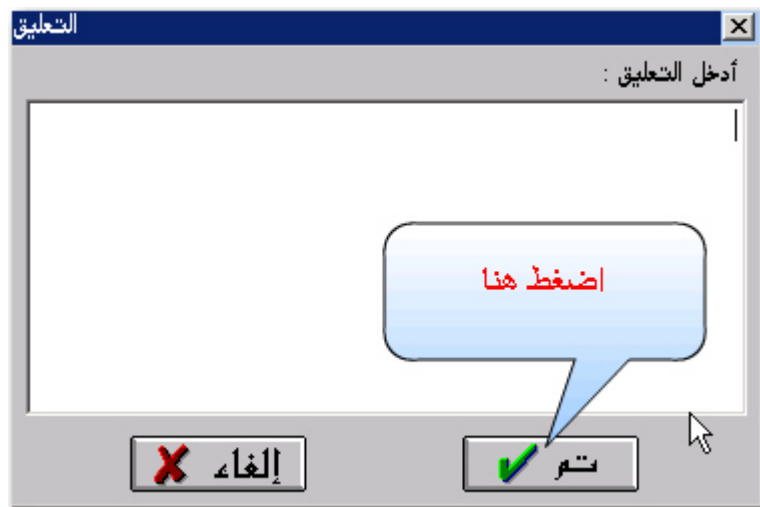 التعليق
أدخل التعليق :
اضغط هنا
تم
إلغاء